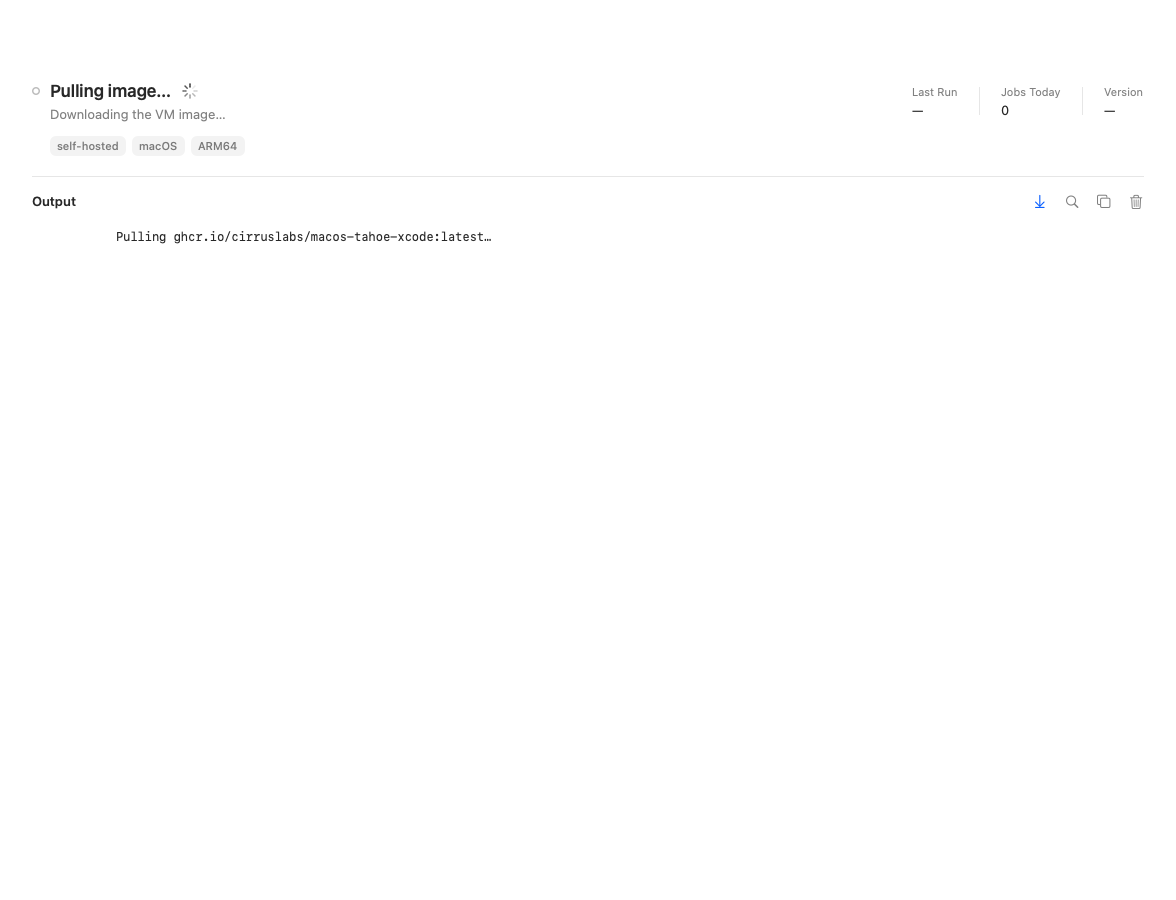 Pulling image...
Downloading the VM image...
self-hosted macOS ARM64
Last Run
—
Jobs Today
0
Version
—
Output
Pulling ghcr.io/cirruslabs/macos-tahoe-xcode:latest…